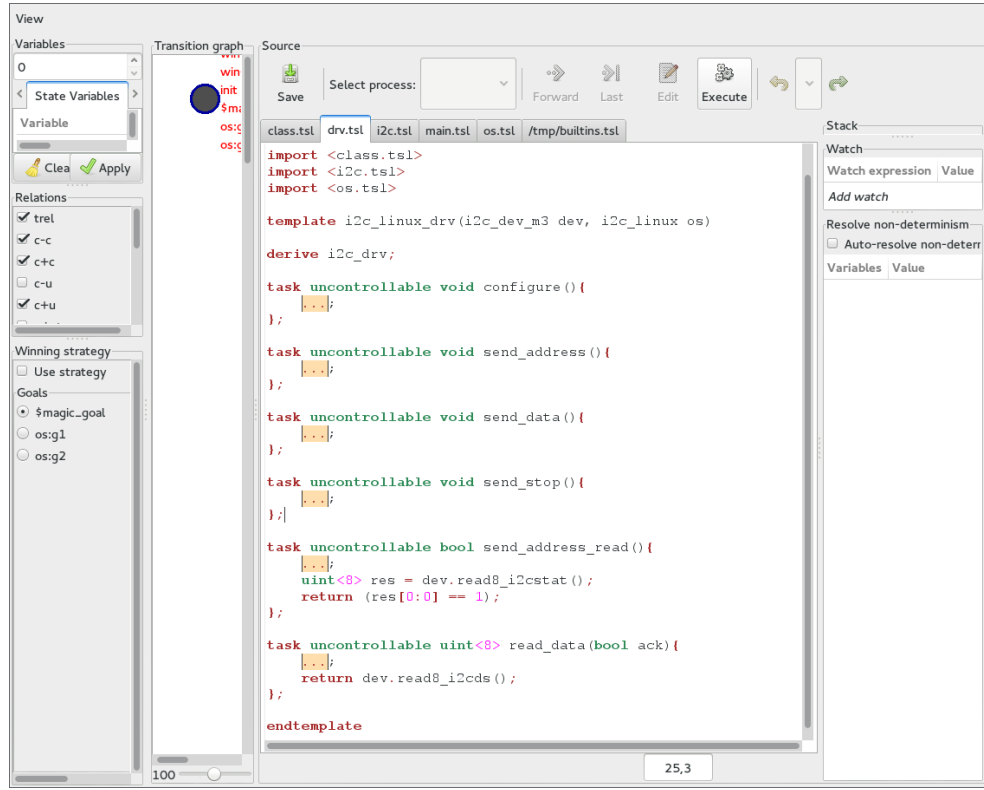 View
Variables
0
State Variables
Variable
Clea
Apply
Relations
trel
c-c
c+c
c-u
c+u
Winning strategy
Use strategy
Goals
$magic_goal
os:g1
os:g2
Transition graph
win
win
init
$ma
os:g
os:g
100
Source
Save
Select process:
Forward
Last
Edit
Execute
class.tsl drv.tsl i2c.tsl main.tsl os.tsl /tmp/builtins.tsl
import <class.tsl>
import <i2c.tsl>
import <os.tsl>
template i2c_linux_drv(i2c_dev_m3 dev, i2c_linux os)
derive i2c_drv;
task uncontrollable void configure(){
...;
};
task uncontrollable void send_address(){
...;
};
task uncontrollable void send_data(){
...;
};
task uncontrollable void send_stop(){
...;
};
task uncontrollable bool send_address_read(){
...;
uint<8> res = dev.read8_i2cstat();
return (res[0:0] == 1);
};
task uncontrollable uint<8> read_data(bool ack){
...;
return dev.read8_i2cds();
};
endtemplate
25,3
Stack
Watch
Watch expression Value
Add watch
Resolve non-determinism
Auto-resolve non-deterr
Variables Value